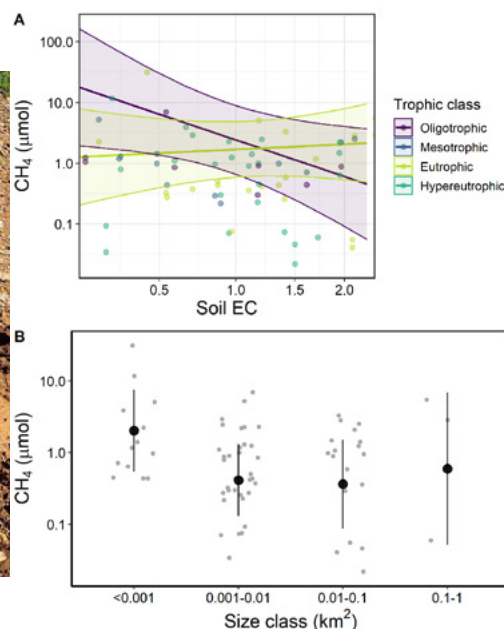 A
100.0
10.0
1.0
0.1
CH₄ (μmol)
0.5
1.0
1.5
2.0
Soil EC
Trophic class
Oligotrophic
Mesotrophic
Eutrophic
Hypereutrophic
B
10.0
1.0
0.1
CH₄ (μmol)
<0.001
0.001-0.01
0.01-0.1
0.1-1
Size class (km²)